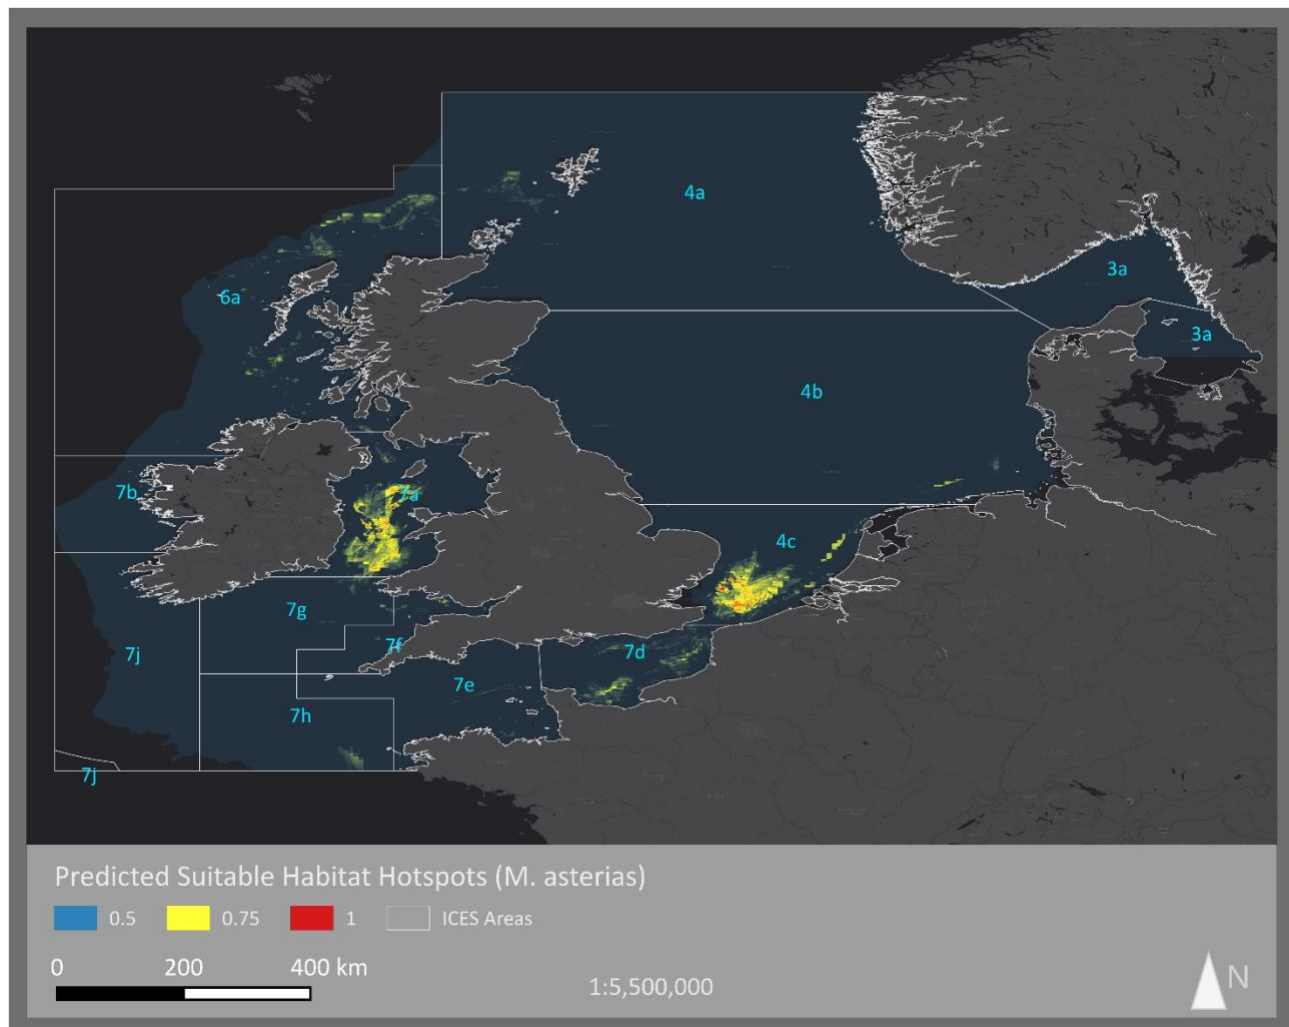 4a
3a
6a
3a
4b
7b
7a
4c
7g
7f
7d
7j
7e
7h
7j
Predicted Suitable Habitat Hotspots (M. asterias)
0.5 0.75 1 ICES Areas
0 200 400 km
1:5,500,000
N